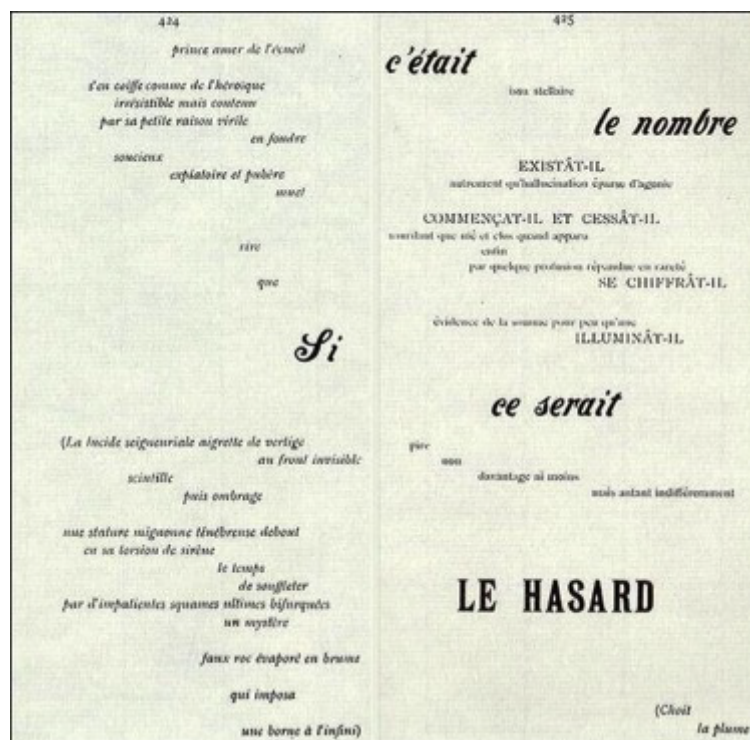 424
prince amer de l'écueil
s'en coiffe comme de l'héroïque
irrésistible mais contenu
par sa petite raison virile
en foudre
soucieux
expiatoire et pubère
muet
rire
que
Si
(La lucide seigneuriale aigrette de vertige
au front invisible
scintille
puis ombrage
une stature mignonne ténébreuse debout
en sa torsion de sirène
le temps
de souffleter
par d'impatientes squames ultimes bifurquées
un mystère
faux roc évaporé en brume
qui imposa
une borne à l'infini)
425
c'était
issu stellaire
le nombre
EXISTÂT-IL
autrement qu'hallucination éparse d'agonie
COMMENÇAT-IL ET CESSÂT-IL
sourdant que nié et clos quand apparu
enfin
par quelque profusion répandue en rareté
SE CHIFFRÂT-IL
évidence de la somme pour peu qu'une
ILLUMINÂT-IL
ce serait
pire
non
davantage ni moins
mais autant indifféremment
LE HASARD
(Choit
la plume